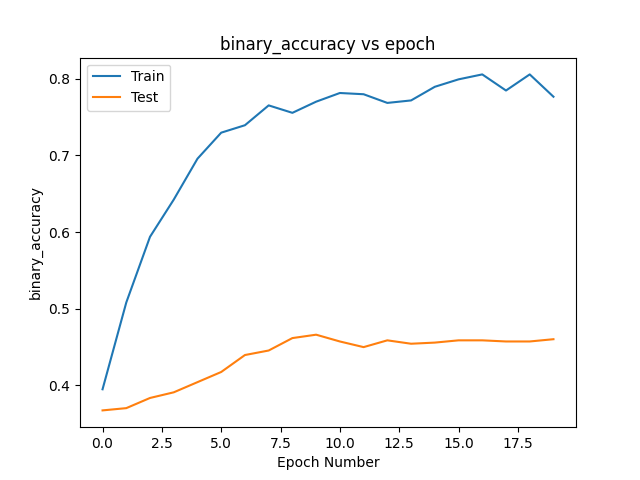 binary_accuracy vs epoch
Train
Test
0.8
0.7
0.6
0.5
0.4
binary_accuracy
0.0 2.5 5.0 7.5 10.0 12.5 15.0 17.5
Epoch Number